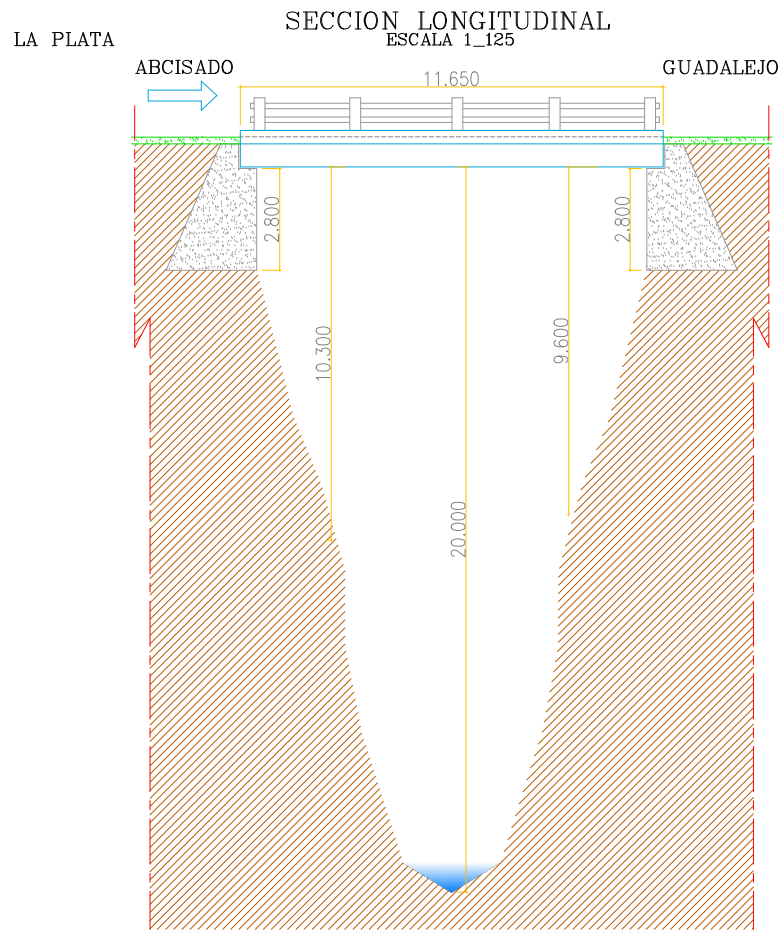 SECCION LONGITUDINAL
LA PLATA
ESCALA 1_125
ABCISADO
11.650
GUADALEJO
2.800
2.800
10.300
9.600
20.000